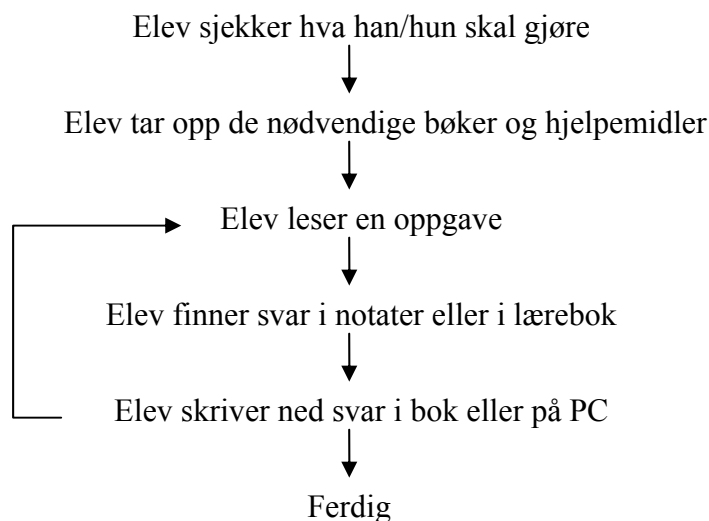 Elev sjekker hva han/hun skal gjøre
Elev tar opp de nødvendige bøker og hjelpemidler
Elev leser en oppgave
Elev finner svar i notater eller i lærebok
Elev skriver ned svar i bok eller på PC
Ferdig